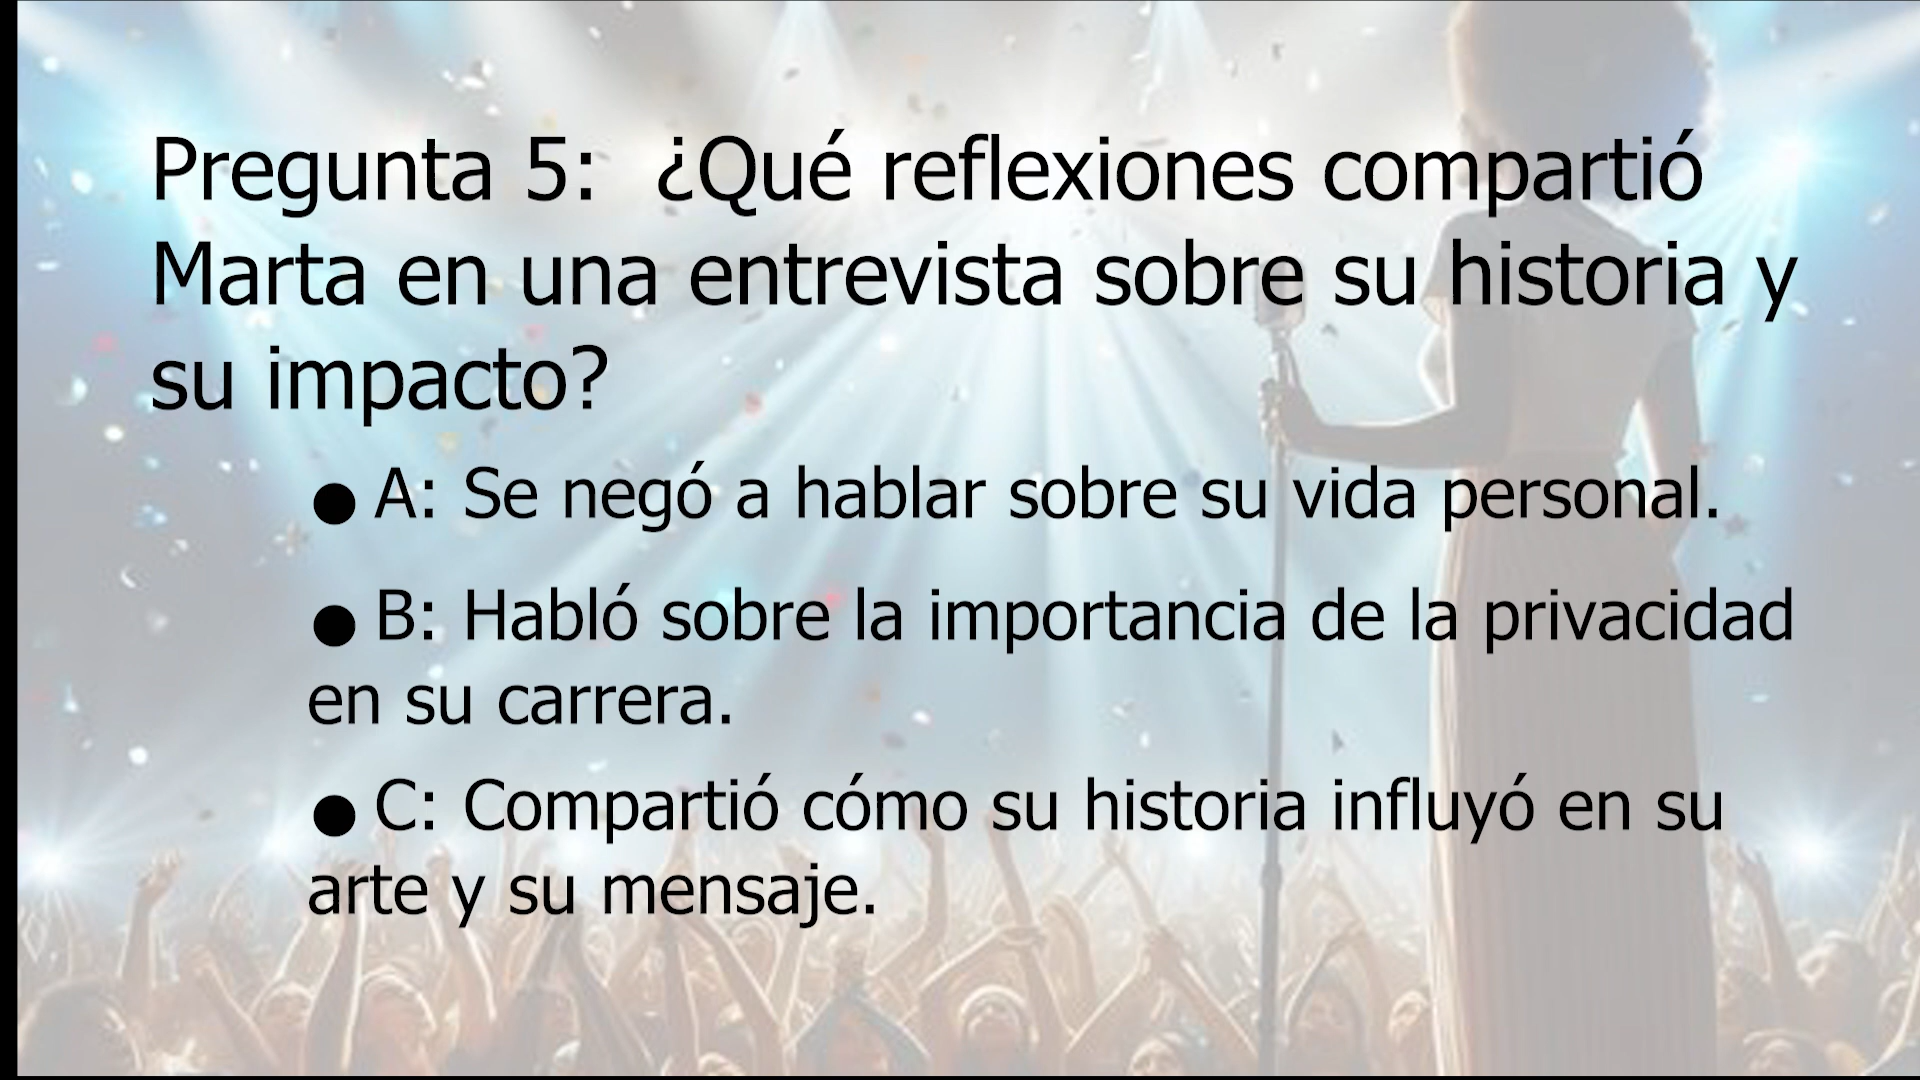 Pregunta 5:  ¿Qué reflexiones compartió
Marta en una entrevista sobre su historia y
su impacto?
● A: Se negó a hablar sobre su vida personal.
● B: Habló sobre la importancia de la privacidad
en su carrera.
● C: Compartió cómo su historia influyó en su
arte y su mensaje.